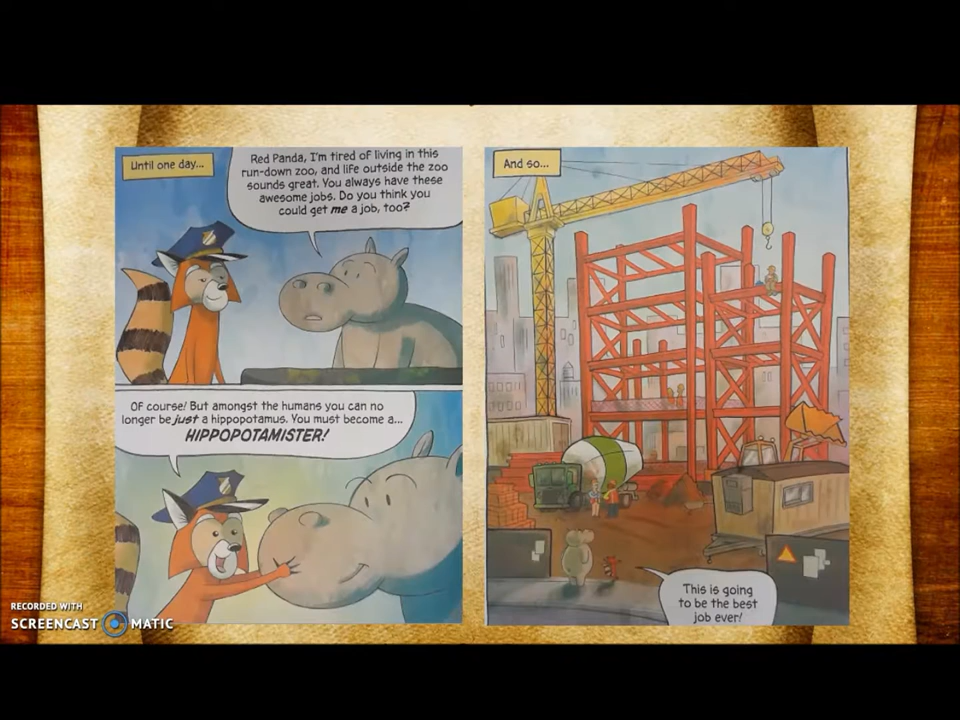 Until one day...
Red Panda, I'm tired of living in this
run-down zoo, and life outside the zoo
sounds great. You always have these
awesome jobs. Do you think you
could get me a job, too?
Of course! But amongst the humans you can no
longer be just a hippopotamus. You must become a...
HIPPOPOTAMISTER!
And so...
This is going
to be the best
job ever!
RECORDED WITH
SCREENCAST MATIC